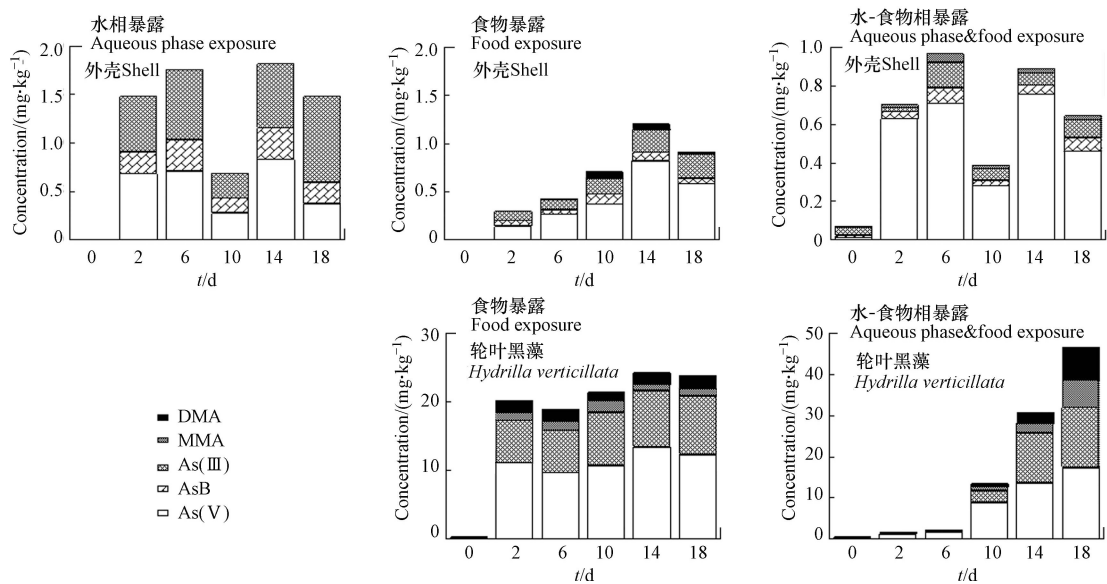 水相暴露
Aqueous phase exposure
外壳Shell
Concentration/(mg·kg⁻¹)
2.0
1.5
1.0
0.5
0
0 2 6 10 14 18
t/d
食物暴露
Food exposure
外壳Shell
Concentration/(mg·kg⁻¹)
2.0
1.5
1.0
0.5
0
0 2 6 10 14 18
t/d
水-食物相暴露
Aqueous phase&food exposure
外壳Shell
Concentration/(mg·kg⁻¹)
1.0
0.8
0.6
0.4
0.2
0
0 2 6 10 14 18
t/d
DMA
MMA
As(Ⅲ)
AsB
As(Ⅴ)
食物暴露
Food exposure
轮叶黑藻
Hydrilla verticillata
Concentration/(mg·kg⁻¹)
30
20
10
0
0 2 6 10 14 18
t/d
水-食物相暴露
Aqueous phase&food exposure
轮叶黑藻
Hydrilla verticillata
Concentration/(mg·kg⁻¹)
50
40
30
20
10
0
0 2 6 10 14 18
t/d